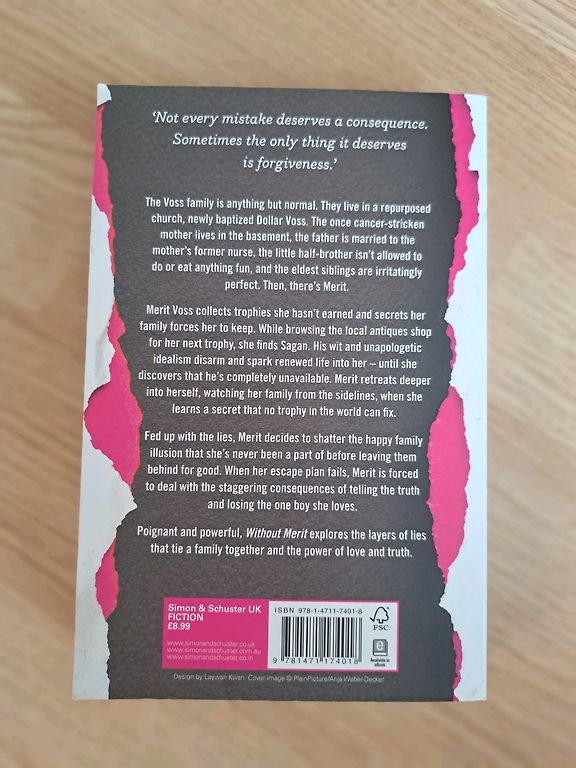 ‘Not every mistake deserves a consequence.
Sometimes the only thing it deserves
is forgiveness.’
The Voss family is anything but normal. They live in a repurposed
church, newly baptized Dollar Voss. The once cancer-stricken
mother lives in the basement, the father is married to the
mother’s former nurse, the little half-brother isn’t allowed to
do or eat anything fun, and the eldest siblings are irritatingly
perfect. Then, there’s Merit.
Merit Voss collects trophies she hasn’t earned and secrets her
family forces her to keep. While browsing the local antiques shop
for her next trophy, she finds Sagan. His wit and unapologetic
idealism disarm and spark renewed life into her – until she
discovers that he’s completely unavailable. Merit retreats deeper
into herself, watching her family from the sidelines, when she
learns a secret that no trophy in the world can fix.
Fed up with the lies, Merit decides to shatter the happy family
illusion that she’s never been a part of before leaving them
behind for good. When her escape plan fails, Merit is forced
to deal with the staggering consequences of telling the truth
and losing the one boy she loves.
Poignant and powerful, Without Merit explores the layers of lies
that tie a family together and the power of love and truth.
Simon & Schuster UK
FICTION
£8.99
www.simonandschuster.co.uk
www.simonandschuster.com.au
www.simonandschuster.co.in
ISBN 978-1-4711-7401-8
9 781471 174018
FSC
e
Available in
eBook
Design by Laywan Kwan. Cover image © PlainPicture/Anja Weber-Decker